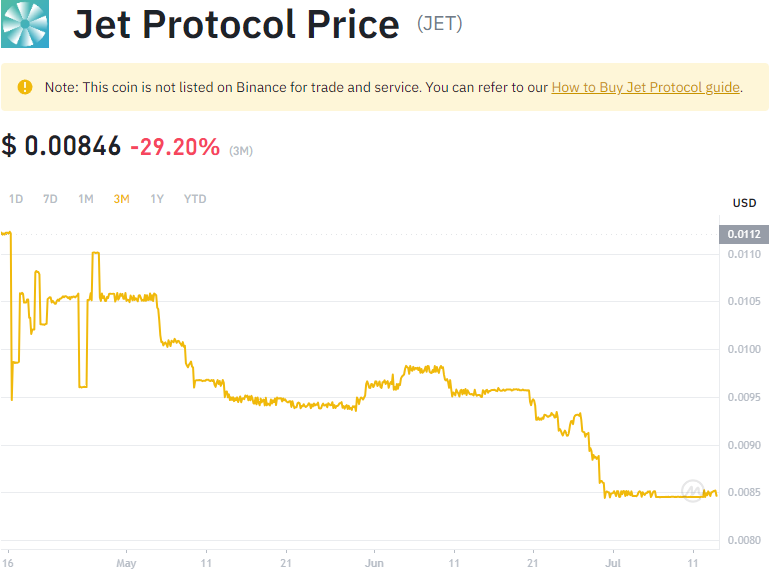 Jet Protocol Price (JET)
Note: This coin is not listed on Binance for trade and service. You can refer to our How to Buy Jet Protocol guide.
$ 0.00846 -29.20% (3M)
1D 7D 1M 3M 1Y YTD
USD
0.0112
0.0110
0.0105
0.0100
0.0095
0.0090
0.0085
0.0080
16 May 11 21 Jun 11 21 Jul 11